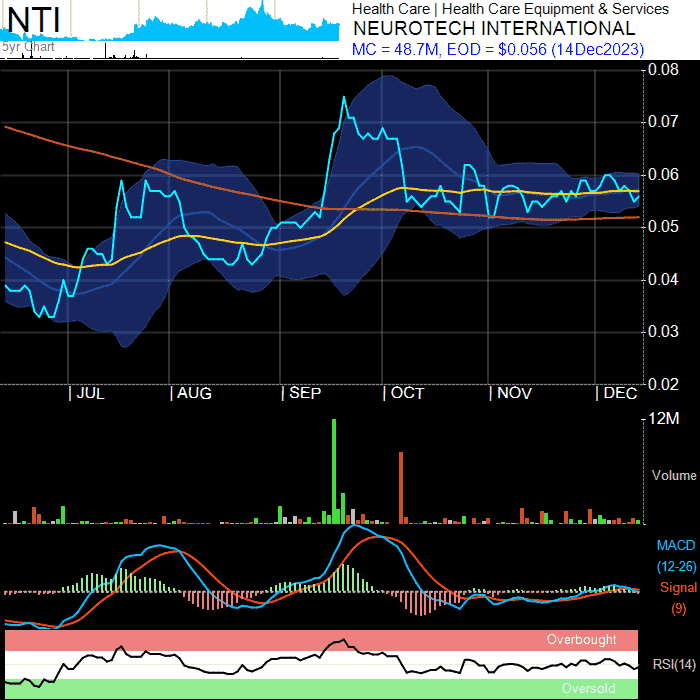 NTI
5yr Chart
Health Care | Health Care Equipment & Services
NEUROTECH INTERNATIONAL
MC = 48.7M, EOD = $0.056 (14Dec2023)
0.08
0.07
0.06
0.05
0.04
0.03
0.02
| JUL | AUG | SEP | OCT | NOV | DEC
12M
Volume
MACD
(12-26)
Signal
(9)
Overbought
RSI(14)
Oversold